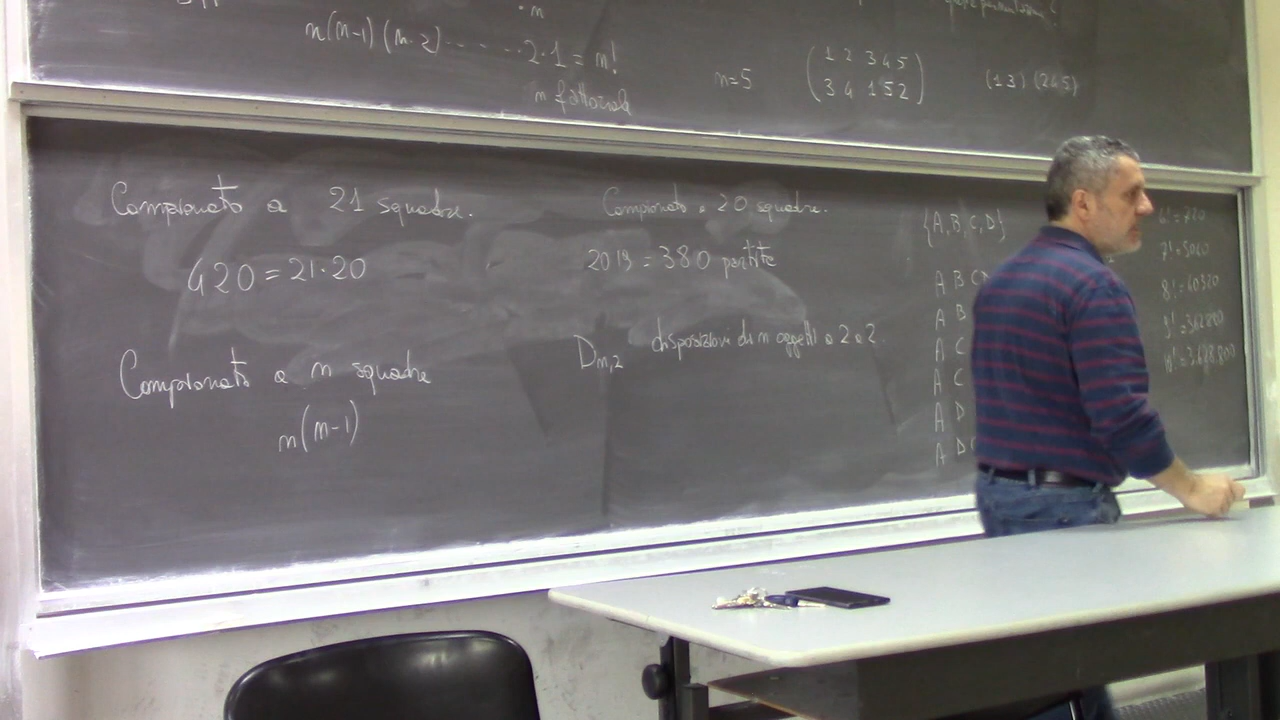 n
n(n-1)(n-2)......2·1 = n!
n fattoriale
n=5
(1 2 3 4 5
3 4 1 5 2)
(1 3) (2 4 5)
Campionato a 21 squadre.
420 = 21·20
Campionato a n squadre
n(n-1)
Campionato a 20 squadre.
20 19 = 380 partite
Dn,2 disposizioni di n oggetti a 2 a 2.
{A, B, C, D}
A B C
A B
A C
A C
A D
A D
6! = 720
7! = 5040
8! = 40320
9! = 362880
10! = 3.628.800